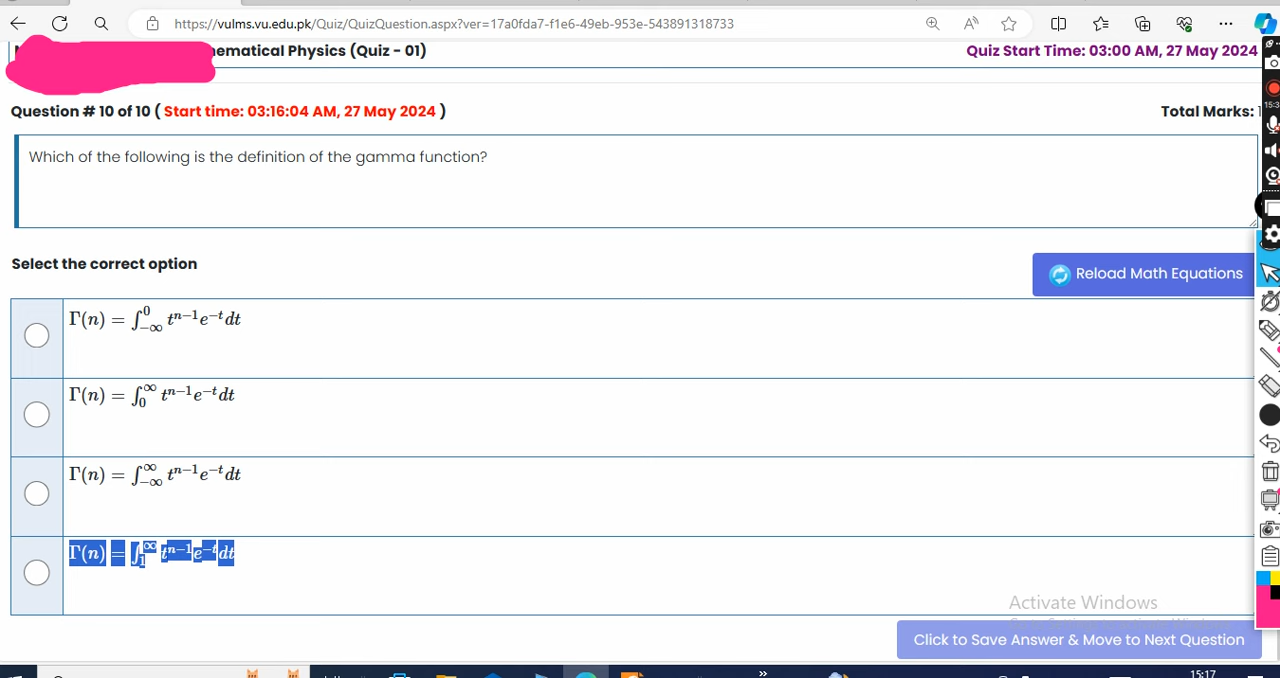 https://vulms.vu.edu.pk/Quiz/QuizQuestion.aspx?ver=17a0fda7-f1e6-49eb-953e-543891318733
ematical Physics (Quiz - 01)
Quiz Start Time: 03:00 AM, 27 May 2024
Question # 10 of 10 ( Start time: 03:16:04 AM, 27 May 2024 )
Total Marks: 1
Which of the following is the definition of the gamma function?
Select the correct option
Reload Math Equations
Γ(n) = ∫_{-∞}^{0} t^{n-1}e^{-t}dt
Γ(n) = ∫_{0}^{∞} t^{n-1}e^{-t}dt
Γ(n) = ∫_{-∞}^{∞} t^{n-1}e^{-t}dt
Γ(n) = ∫_{1}^{∞} t^{n-1}e^{-t}dt
Activate Windows
Click to Save Answer & Move to Next Question
15:17